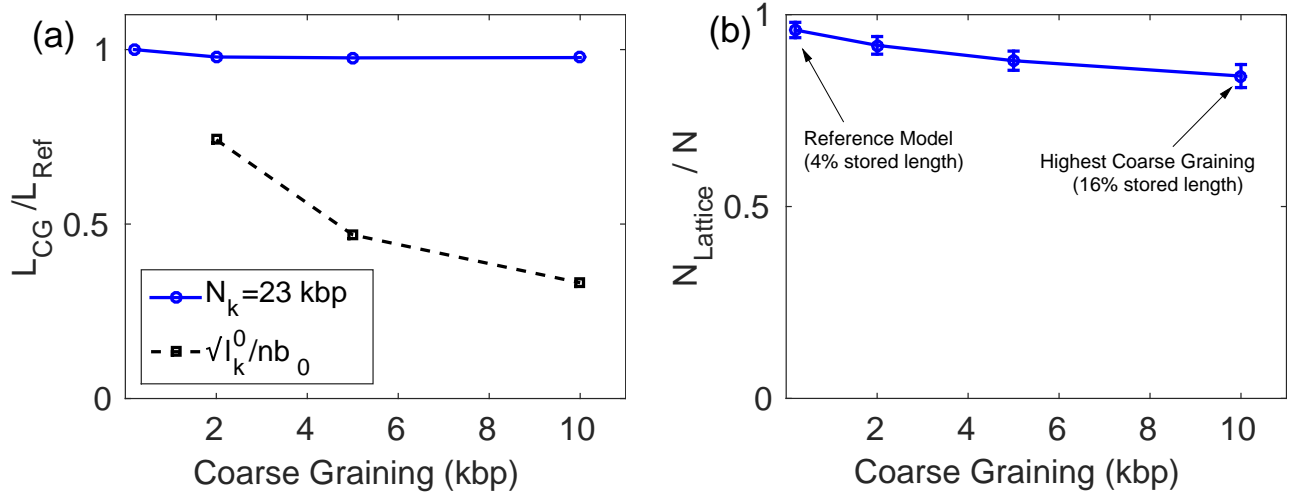 (a)
1
0.5
0
L_CG /L_Ref
N_k=23 kbp
√l_k^0/nb_0
2
4
6
8
10
Coarse Graining (kbp)
(b)
1
0.5
0
N_Lattice / N
Reference Model
(4% stored length)
Highest Coarse Graining
(16% stored length)
2
4
6
8
10
Coarse Graining (kbp)